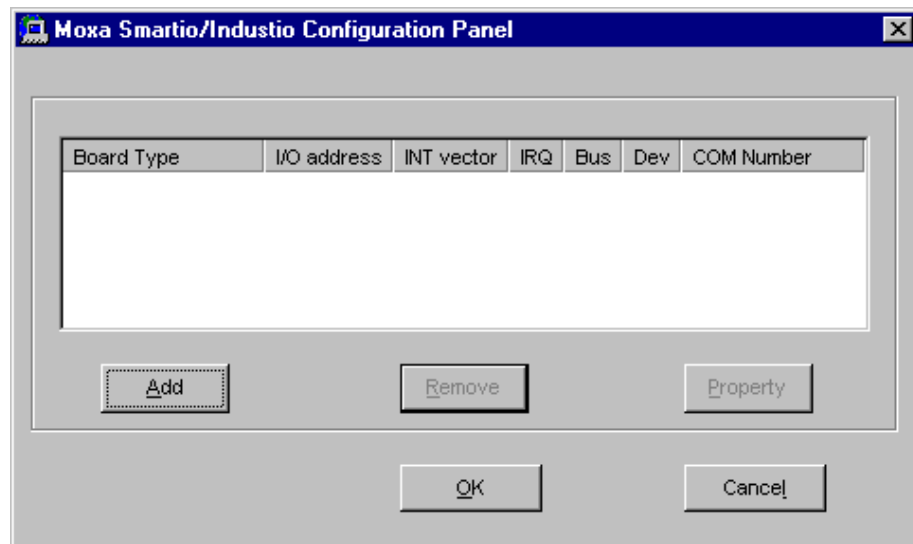 Moxa Smartio/Industio Configuration Panel
Board Type I/O address INT vector IRQ Bus Dev COM Number
Add Remove Property
OK Cancel